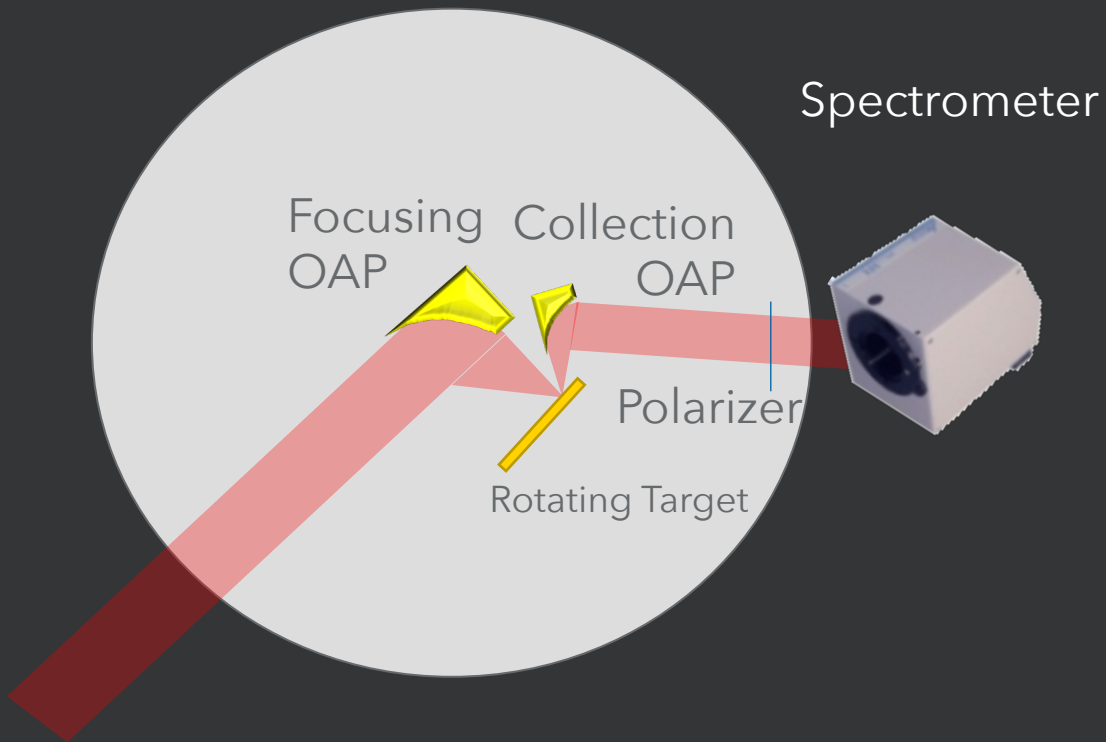 Spectrometer
Focusing
OAP
Collection
OAP
Polarizer
Rotating Target